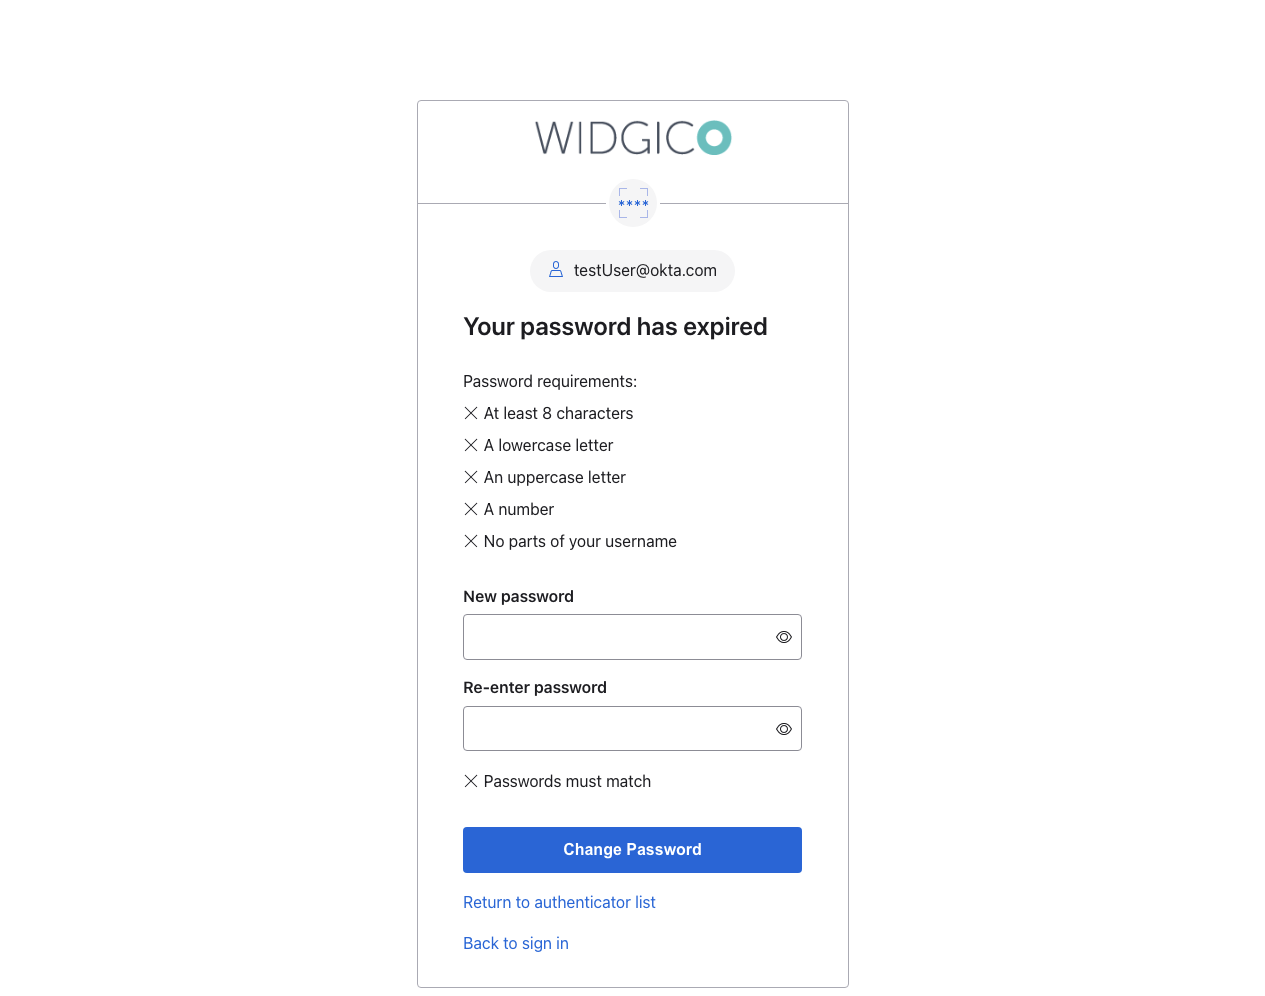 WIDGICO
****
testUser@okta.com
Your password has expired
Password requirements:
At least 8 characters
A lowercase letter
An uppercase letter
A number
No parts of your username
New password
Re-enter password
Passwords must match
Change Password
Return to authenticator list
Back to sign in